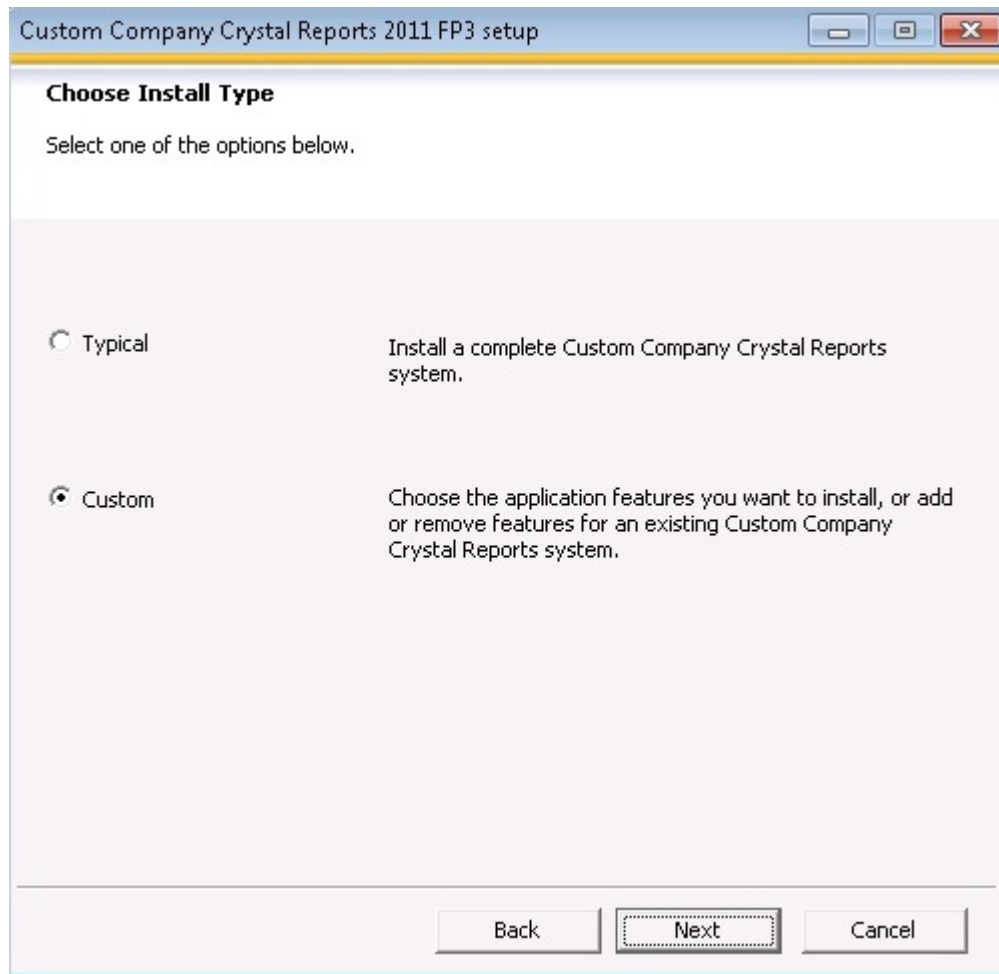 Custom Company Crystal Reports 2011 FP3 setup
Choose Install Type
Select one of the options below.
Typical
Install a complete Custom Company Crystal Reports
system.
Custom
Choose the application features you want to install, or add
or remove features for an existing Custom Company
Crystal Reports system.
Back
Next
Cancel